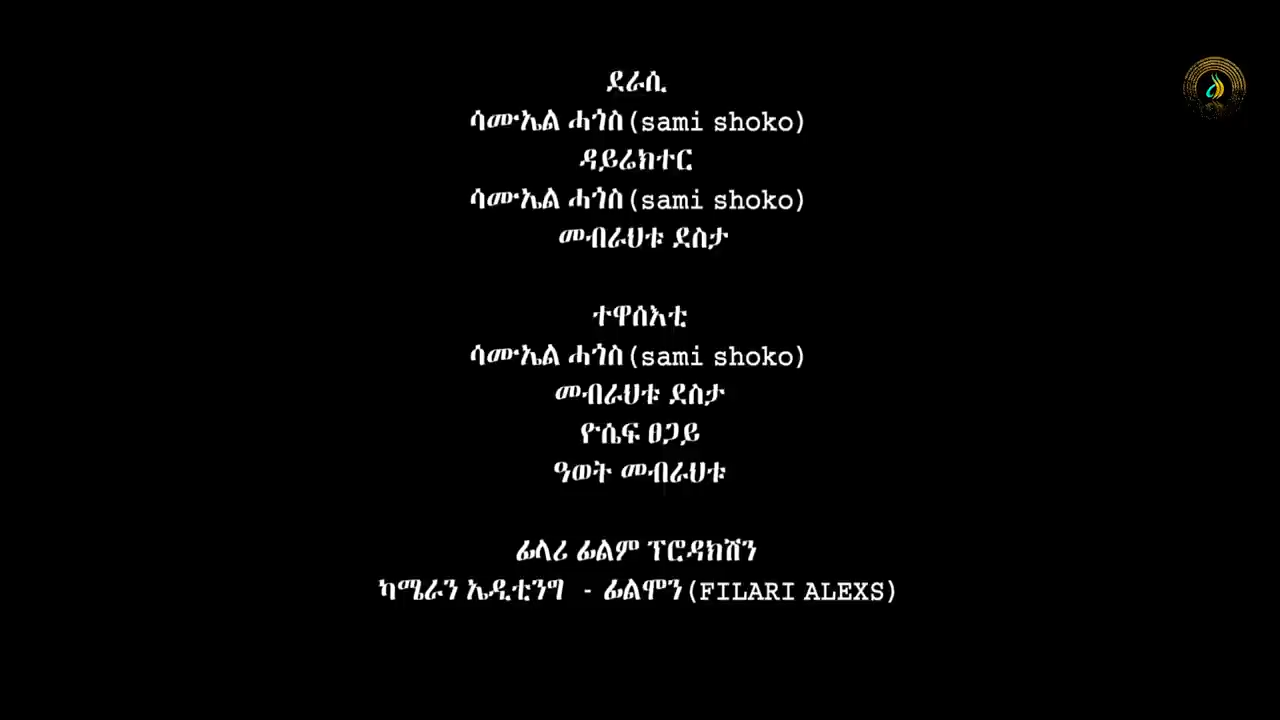 ደራሲ
ሳሙኤል ሓጎስ(sami shoko)
ዳይሬክተር
ሳሙኤል ሓጎስ(sami shoko)
መብራህቱ ደስታ
ተዋሰእቲ
ሳሙኤል ሓጎስ(sami shoko)
መብራህቱ ደስታ
ዮሴፍ ፀጋይ
ዓወት መብራህቱ
ፊላሪ ፊልም ፕሮዳክሽን
ካሜራን ኤዲቲንግ - ፊልሞን(FILARI ALEXS)